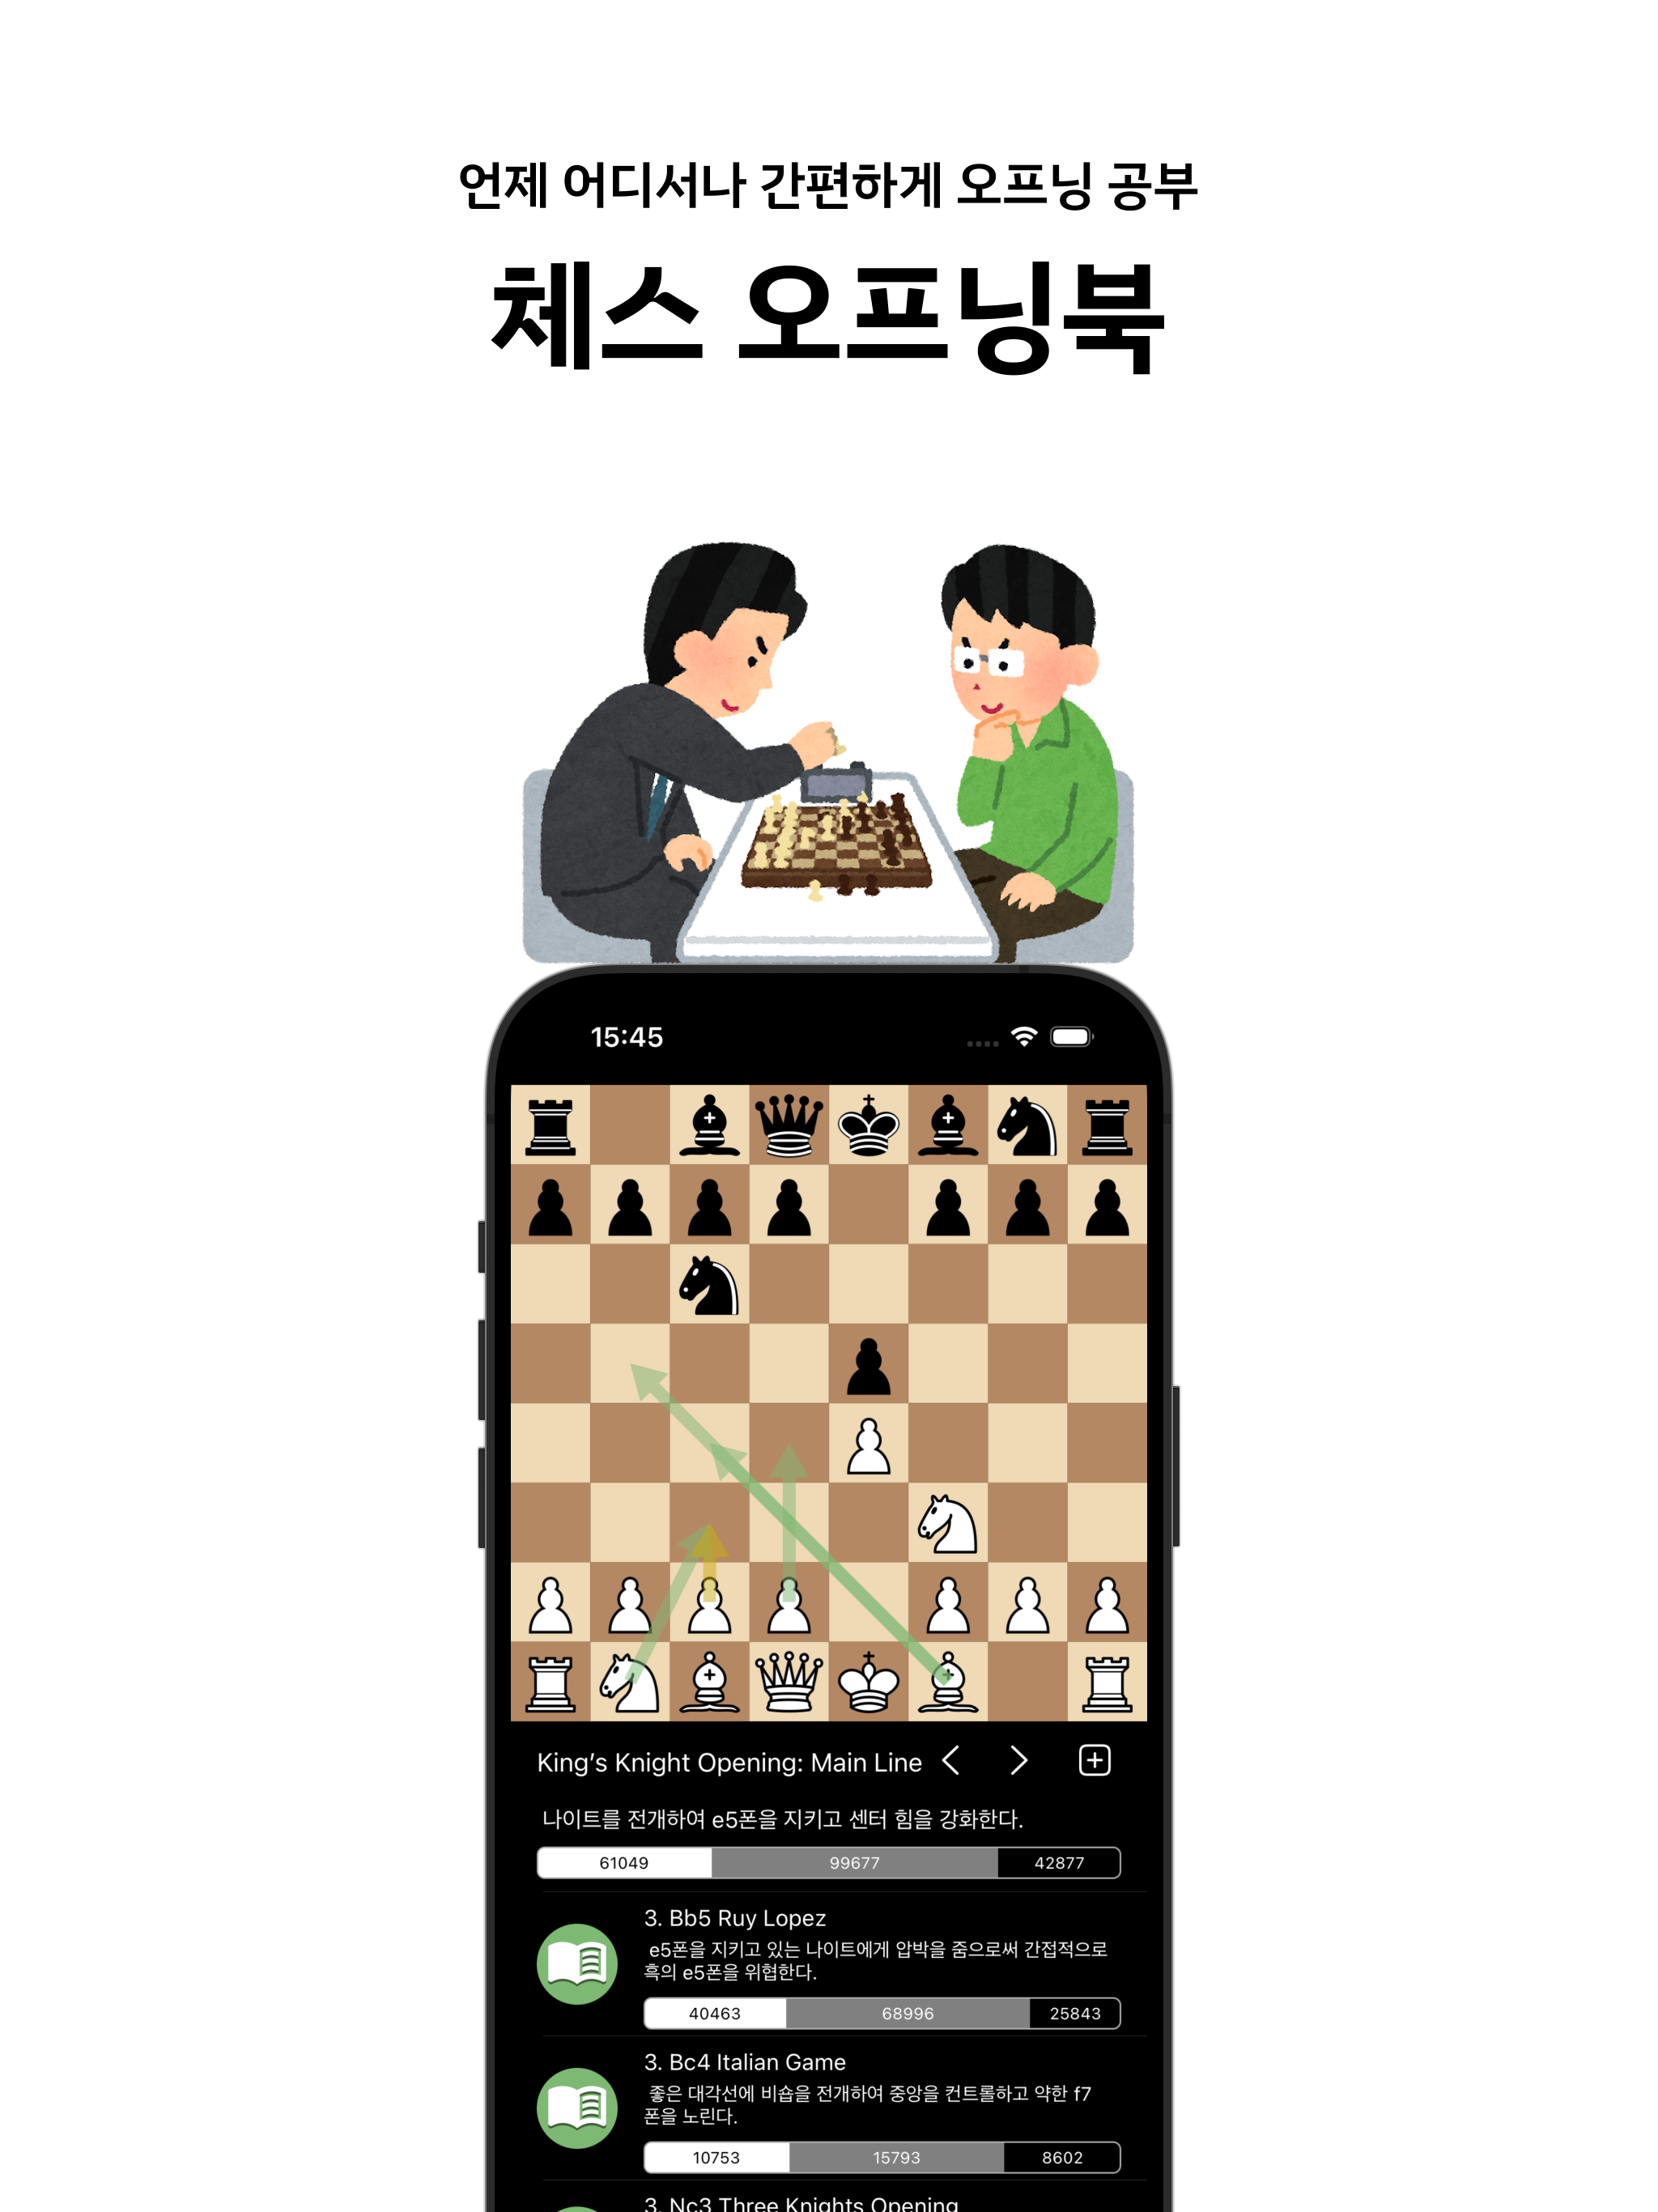 언제 어디서나 간편하게 오프닝 공부
체스 오프닝북
15:45
King’s Knight Opening: Main Line
나이트를 전개하여 e5폰을 지키고 센터 힘을 강화한다.
61049 99677 42877
3. Bb5 Ruy Lopez
e5폰을 지키고 있는 나이트에게 압박을 줌으로써 간접적으로
흑의 e5폰을 위협한다.
40463 68996 25843
3. Bc4 Italian Game
좋은 대각선에 비숍을 전개하여 중앙을 컨트롤하고 약한 f7
폰을 노린다.
10753 15793 8602
3. Nc3 Three Knights Opening